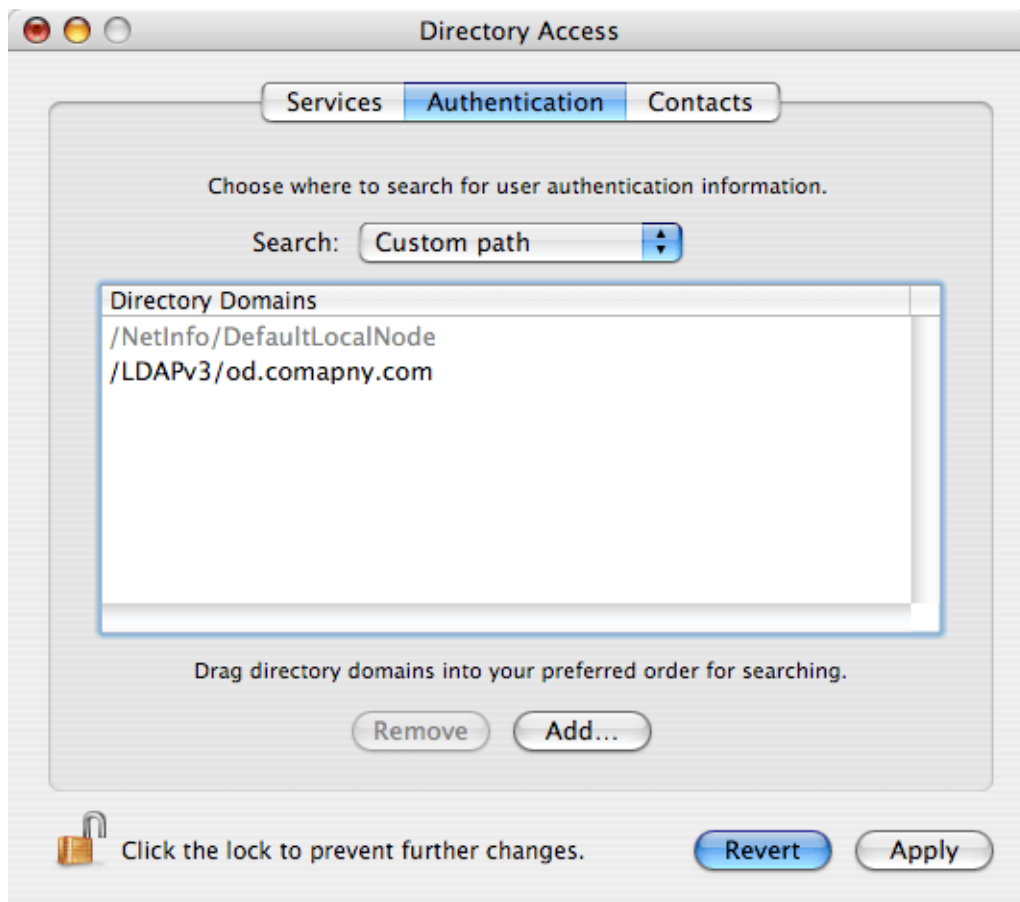 Directory Access
Services Authentication Contacts
Choose where to search for user authentication information.
Search: Custom path
Directory Domains
/NetInfo/DefaultLocalNode
/LDAPv3/od.comapny.com
Drag directory domains into your preferred order for searching.
Remove Add...
Click the lock to prevent further changes. Revert Apply